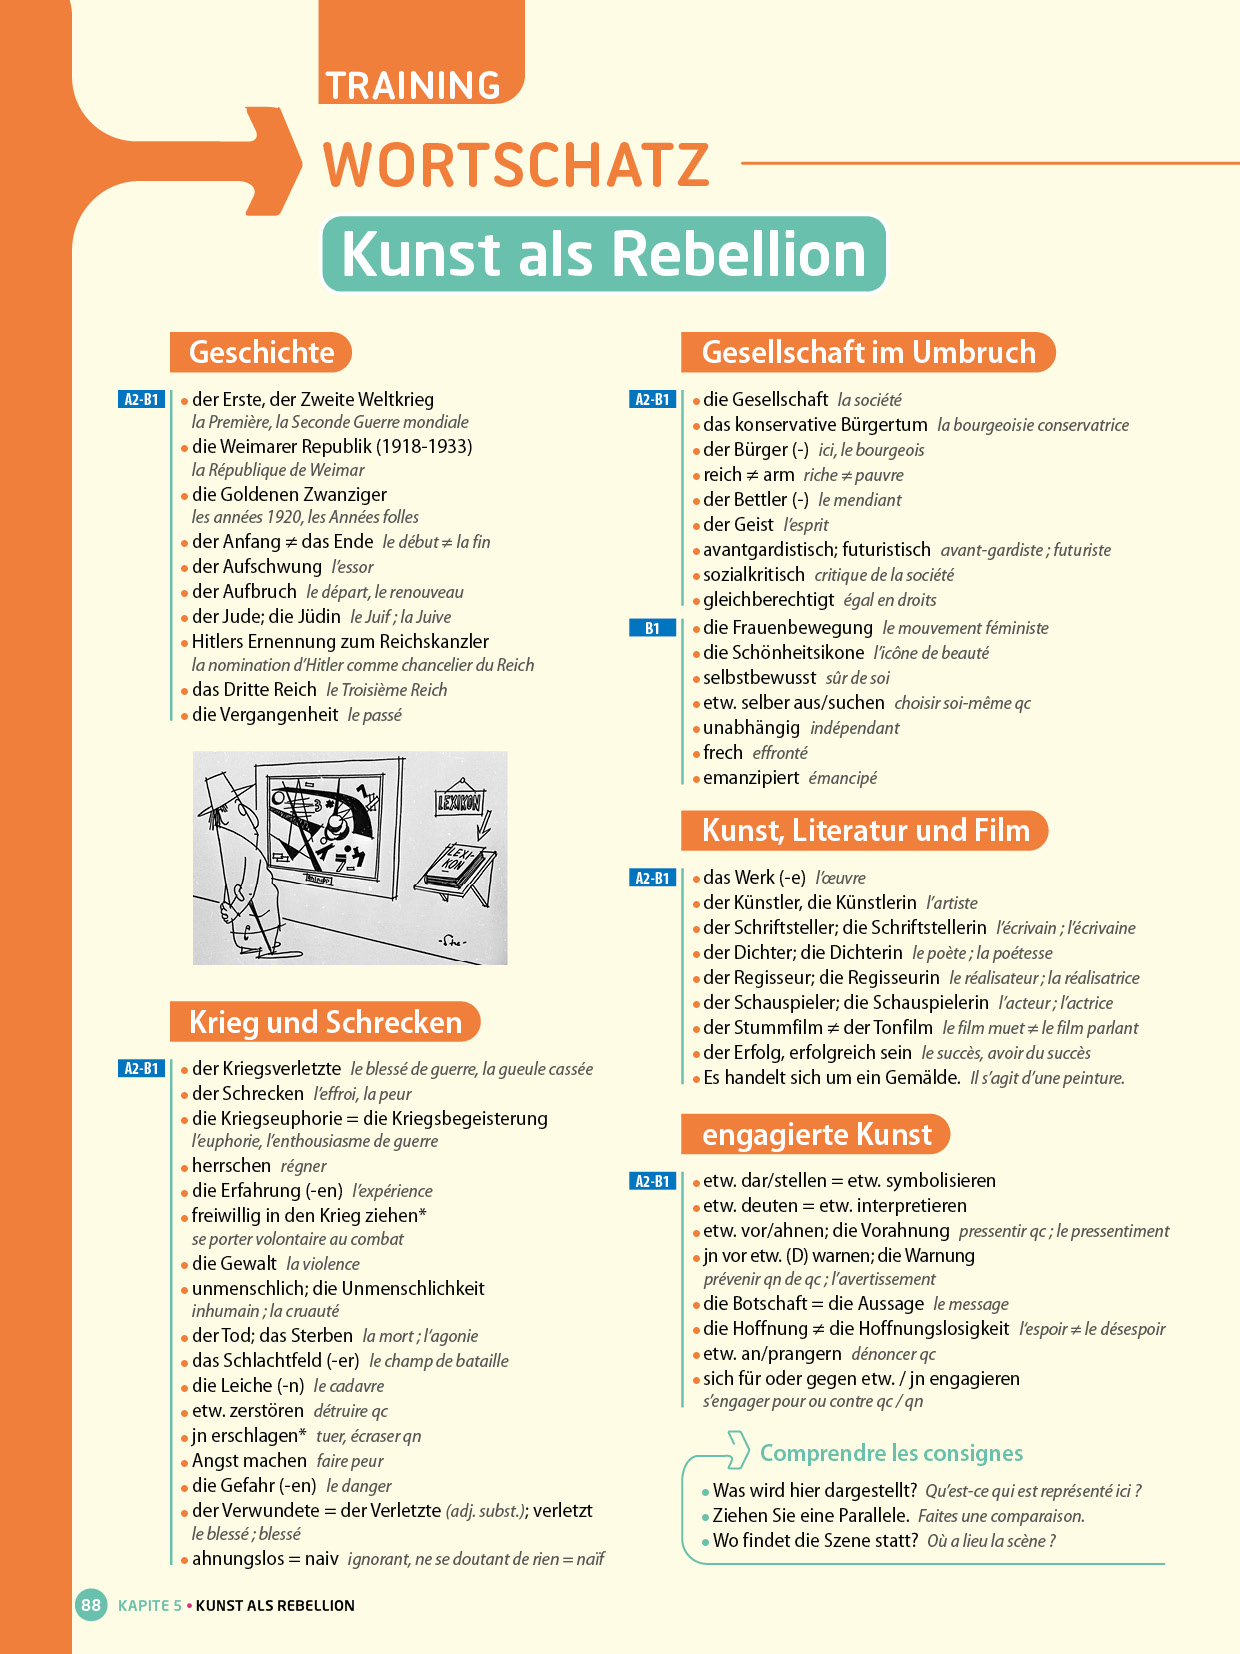 TRAINING
WORTSCHATZ
Kunst als Rebellion
Geschichte
A2-B1
• der Erste, der Zweite Weltkrieg
la Première, la Seconde Guerre mondiale
• die Weimarer Republik (1918-1933)
la République de Weimar
• die Goldenen Zwanziger
les années 1920, les Années folles
• der Anfang ≠ das Ende le début ≠ la fin
• der Aufschwung l'essor
• der Aufbruch le départ, le renouveau
• der Jude; die Jüdin le Juif ; la Juive
• Hitlers Ernennung zum Reichskanzler
la nomination d'Hitler comme chancelier du Reich
• das Dritte Reich le Troisième Reich
• die Vergangenheit le passé
LEXIKON
LEXI-
KON
Krieg und Schrecken
A2-B1
• der Kriegsverletzte le blessé de guerre, la gueule cassée
• der Schrecken l'effroi, la peur
• die Kriegseuphorie = die Kriegsbegeisterung
l'euphorie, l'enthousiasme de guerre
• herrschen régner
• die Erfahrung (-en) l'expérience
• freiwillig in den Krieg ziehen*
se porter volontaire au combat
• die Gewalt la violence
• unmenschlich; die Unmenschlichkeit
inhumain ; la cruauté
• der Tod; das Sterben la mort ; l'agonie
• das Schlachtfeld (-er) le champ de bataille
• die Leiche (-n) le cadavre
• etw. zerstören détruire qc
• jn erschlagen* tuer, écraser qn
• Angst machen faire peur
• die Gefahr (-en) le danger
• der Verwundete = der Verletzte (adj. subst.); verletzt
le blessé ; blessé
• ahnungslos = naiv ignorant, ne se doutant de rien = naïf
Gesellschaft im Umbruch
A2-B1
• die Gesellschaft la société
• das konservative Bürgertum la bourgeoisie conservatrice
• der Bürger (-) ici, le bourgeois
• reich ≠ arm riche ≠ pauvre
• der Bettler (-) le mendiant
• der Geist l'esprit
• avantgardistisch; futuristisch avant-gardiste ; futuriste
• sozialkritisch critique de la société
• gleichberechtigt égal en droits
B1
• die Frauenbewegung le mouvement féministe
• die Schönheitsikone l'icône de beauté
• selbstbewusst sûr de soi
• etw. selber aus/suchen choisir soi-même qc
• unabhängig indépendant
• frech effronté
• emanzipiert émancipé
Kunst, Literatur und Film
A2-B1
• das Werk (-e) l'œuvre
• der Künstler, die Künstlerin l'artiste
• der Schriftsteller; die Schriftstellerin l'écrivain ; l'écrivaine
• der Dichter; die Dichterin le poète ; la poétesse
• der Regisseur; die Regisseurin le réalisateur ; la réalisatrice
• der Schauspieler; die Schauspielerin l'acteur ; l'actrice
• der Stummfilm ≠ der Tonfilm le film muet ≠ le film parlant
• der Erfolg, erfolgreich sein le succès, avoir du succès
• Es handelt sich um ein Gemälde. Il s'agit d'une peinture.
engagierte Kunst
A2-B1
• etw. dar/stellen = etw. symbolisieren
• etw. deuten = etw. interpretieren
• etw. vor/ahnen; die Vorahnung pressentir qc ; le pressentiment
• jn vor etw. (D) warnen; die Warnung
prévenir qn de qc ; l'avertissement
• die Botschaft = die Aussage le message
• die Hoffnung ≠ die Hoffnungslosigkeit l'espoir ≠ le désespoir
• etw. an/prangern dénoncer qc
• sich für oder gegen etw. / jn engagieren
s'engager pour ou contre qc / qn
Comprendre les consignes
• Was wird hier dargestellt? Qu'est-ce qui est représenté ici ?
• Ziehen Sie eine Parallele. Faites une comparaison.
• Wo findet die Szene statt? Où a lieu la scène ?
88 KAPITE 5 • KUNST ALS REBELLION